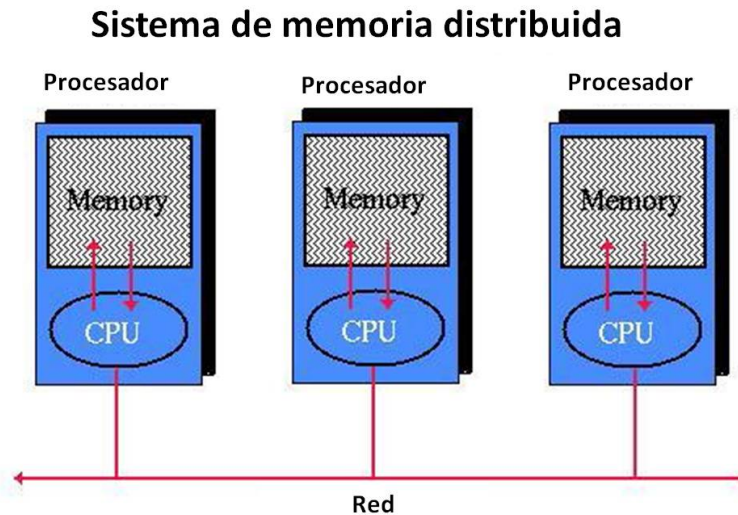 Sistema de memoria distribuida
Procesador
Procesador
Procesador
Memory
Memory
Memory
CPU
CPU
CPU
Red